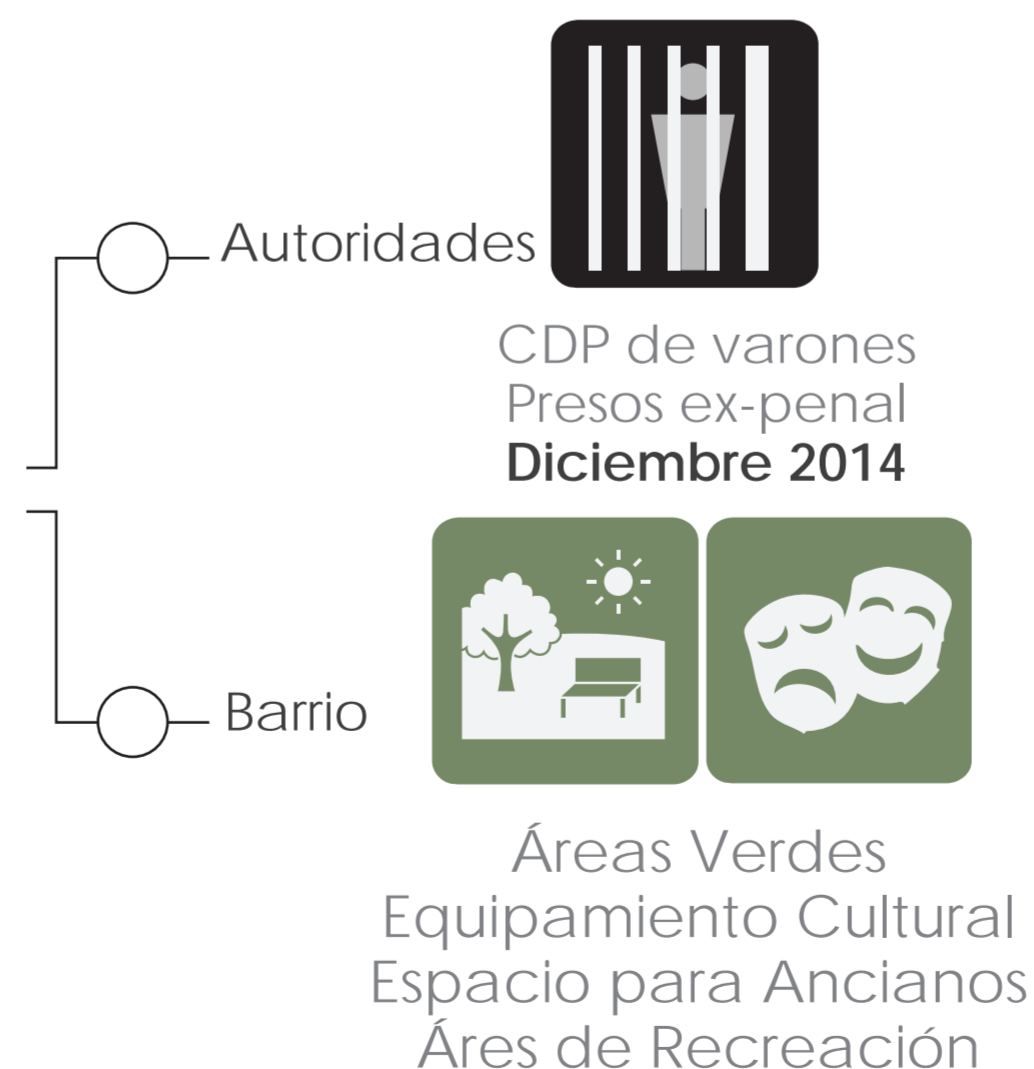 Autoridades
CDP de varones
Presos ex-penal
Diciembre 2014
Barrio
Áreas Verdes
Equipamiento Cultural
Espacio para Ancianos
Áres de Recreación